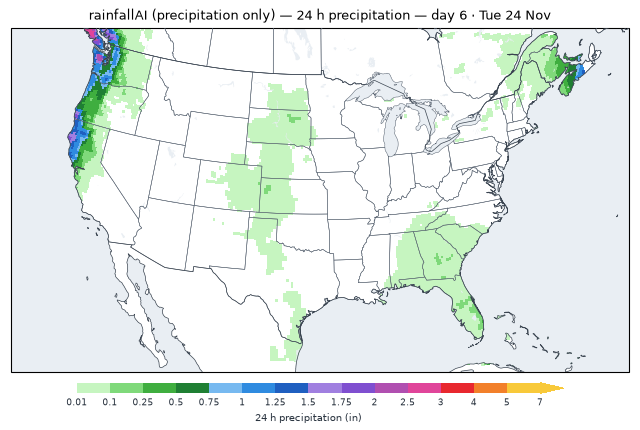 rainfallAI (precipitation only) — 24 h precipitation — day 6 · Tue 24 Nov
0.01 0.1 0.25 0.5 0.75 1 1.25 1.5 1.75 2 2.5 3 4 5 7
24 h precipitation (in)